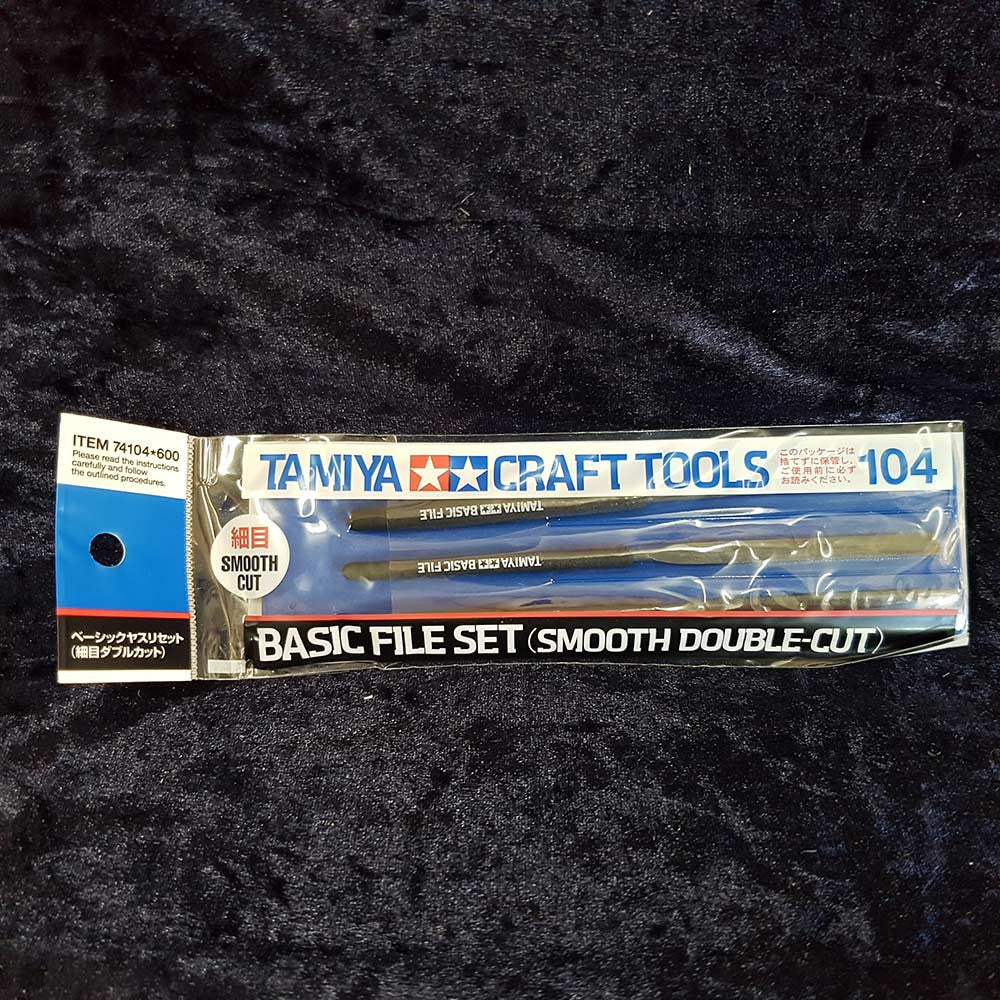 ITEM 74104*600
Please read the instructions
carefully and follow
the outlined procedures.
TAMIYA CRAFT TOOLS
このパッケージは
捨てずに保管し、
ご使用前に必ず
お読みください。
104
TAMIYA BASIC FILE
細目
SMOOTH
CUT
TAMIYA BASIC FILE
ベーシックヤスリセット
(細目ダブルカット)
BASIC FILE SET (SMOOTH DOUBLE-CUT)